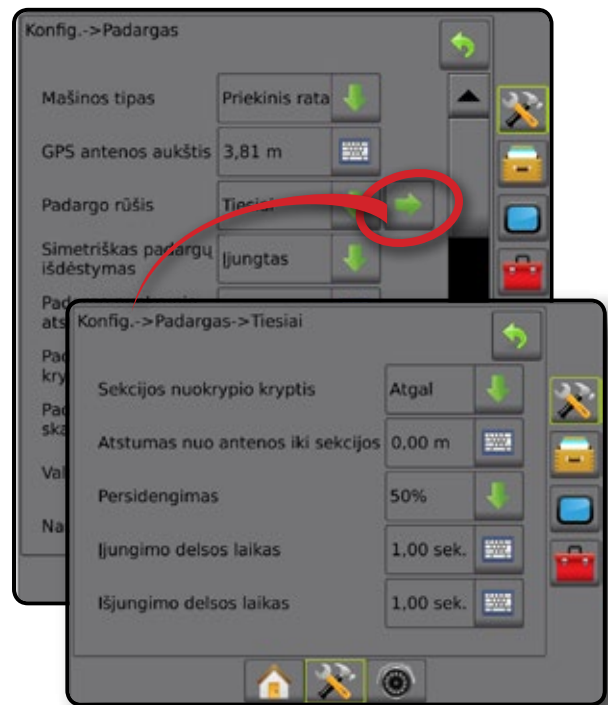 Konfig.->Padargas
Mašinos tipas
Priekinis rata
GPS antenos aukštis
3,81 m
Padargo rūšis
Tiesiai
Simetriškas padargų
išdėstymas
Įjungtas
Konfig.->Padargas->Tiesiai
Sekcijos nuokrypio kryptis
Atgal
Atstumas nuo antenos iki sekcijos
0,00 m
Persidengimas
50%
Įjungimo delsos laikas
1,00 sek.
Išjungimo delsos laikas
1,00 sek.